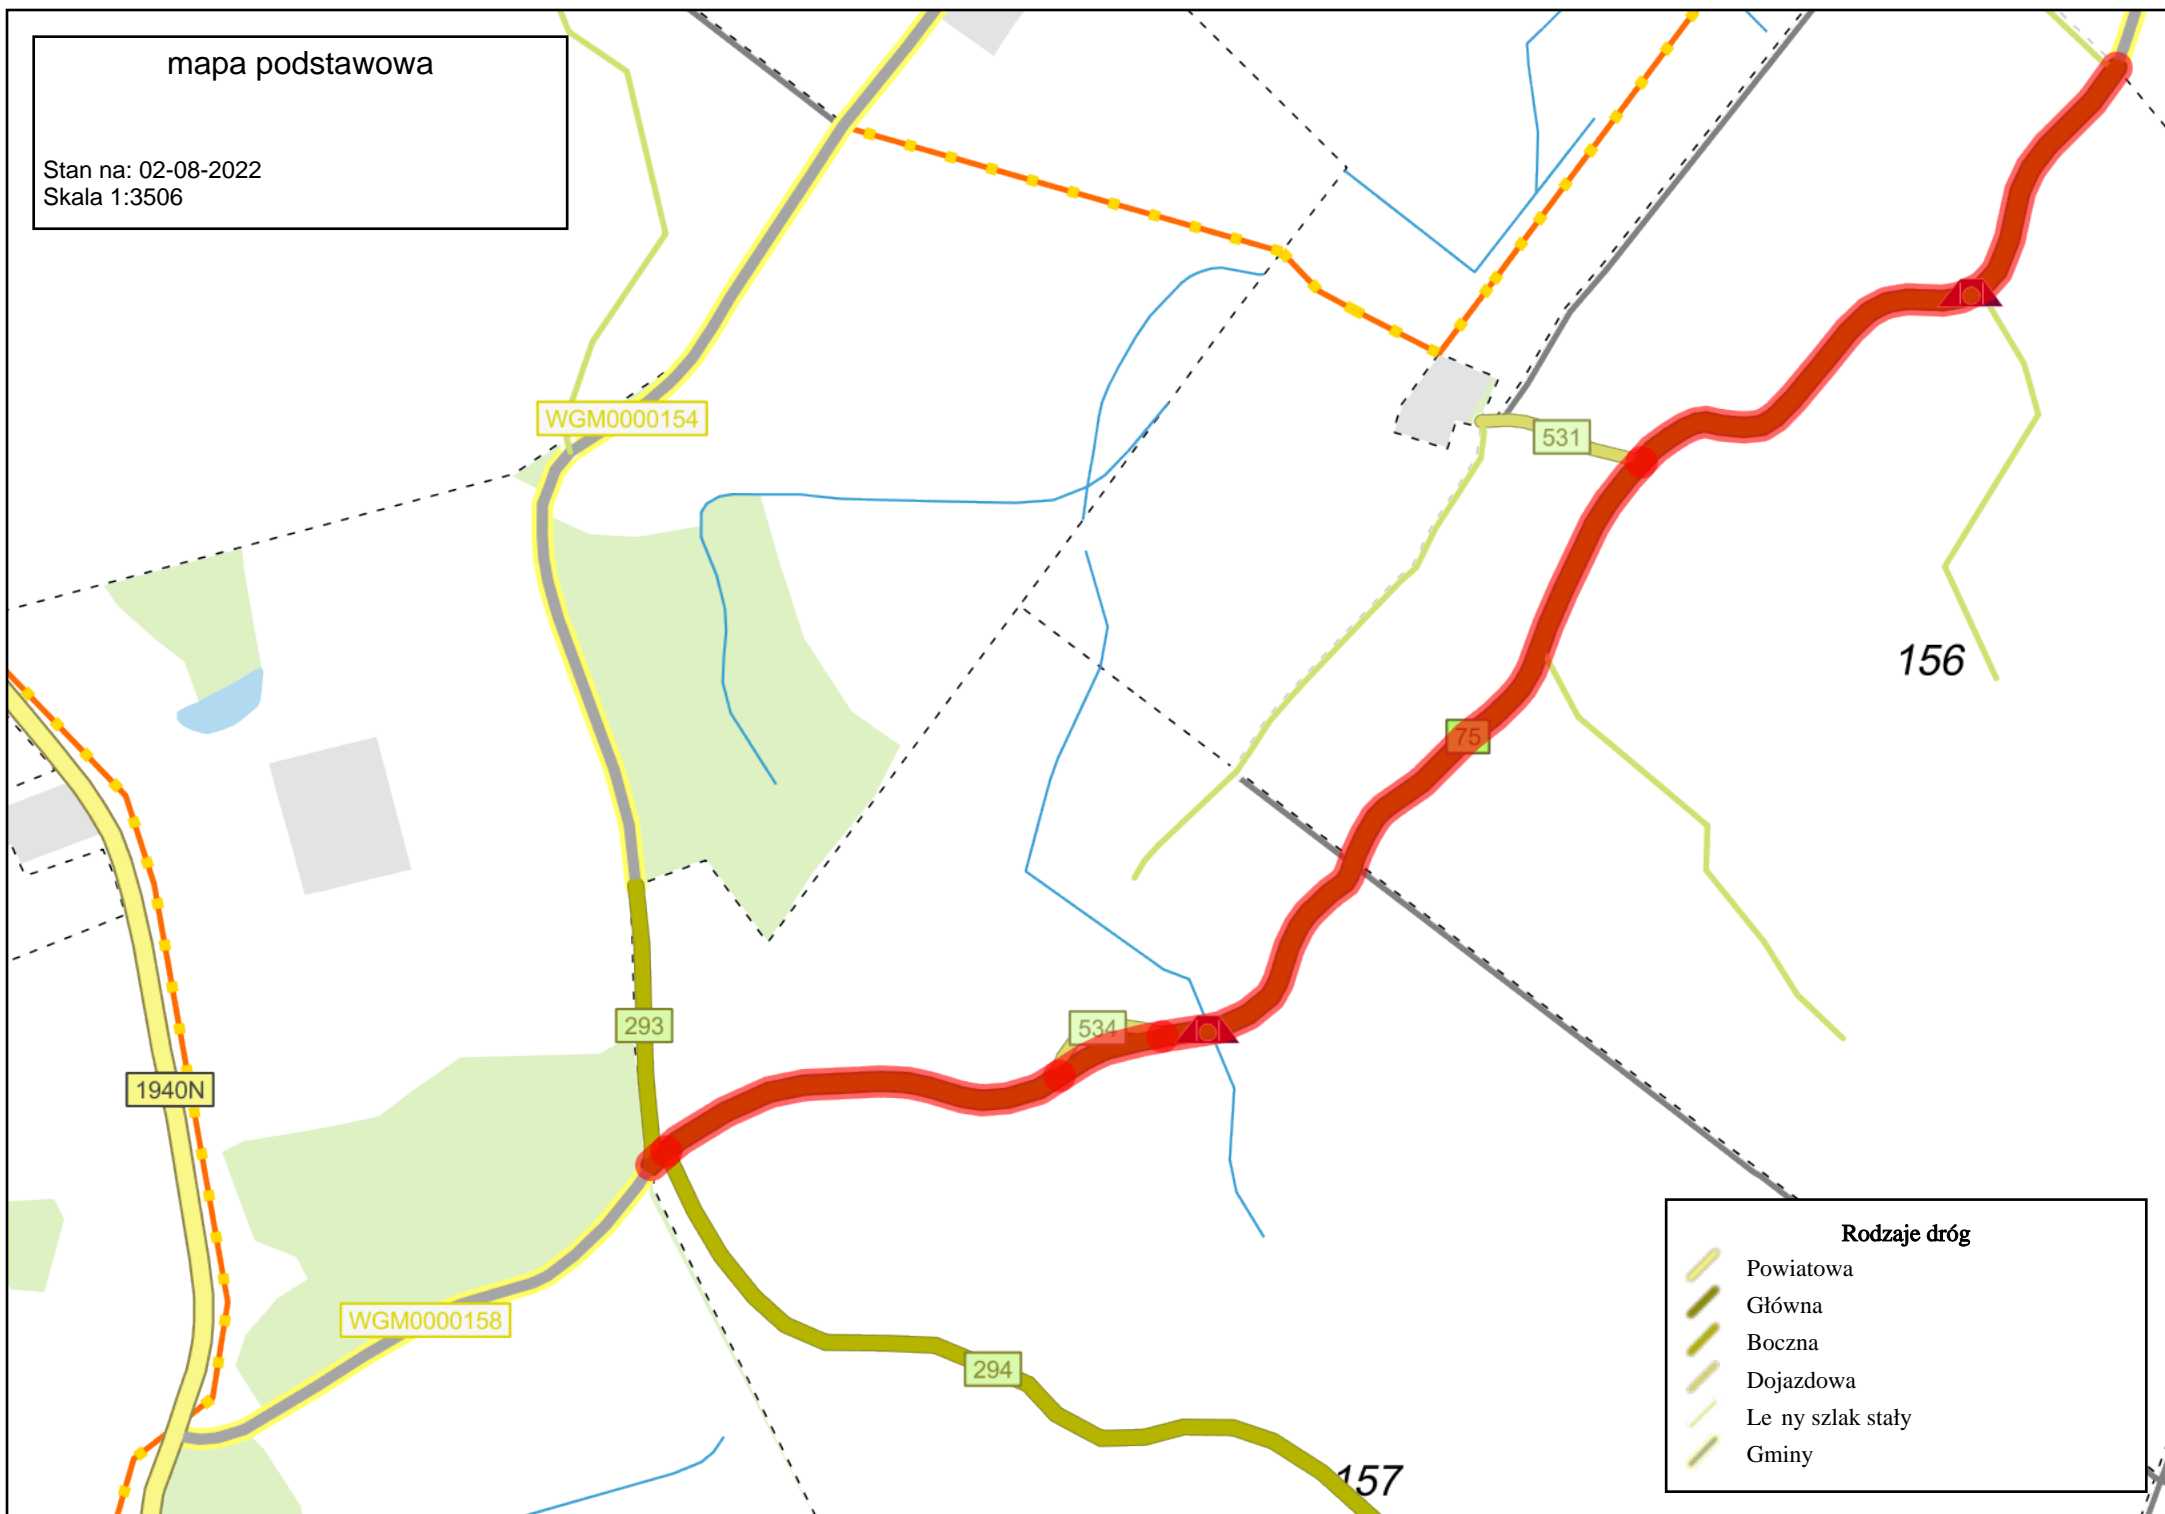 mapa podstawowa
Stan na: 02-08-2022
Skala 1:3506
WGM0000154
531
156
75
293
534
1940N
WGM0000158
294
157
Rodzaje dróg
Powiatowa
Główna
Boczna
Dojazdowa
Le ny szlak stały
Gminy